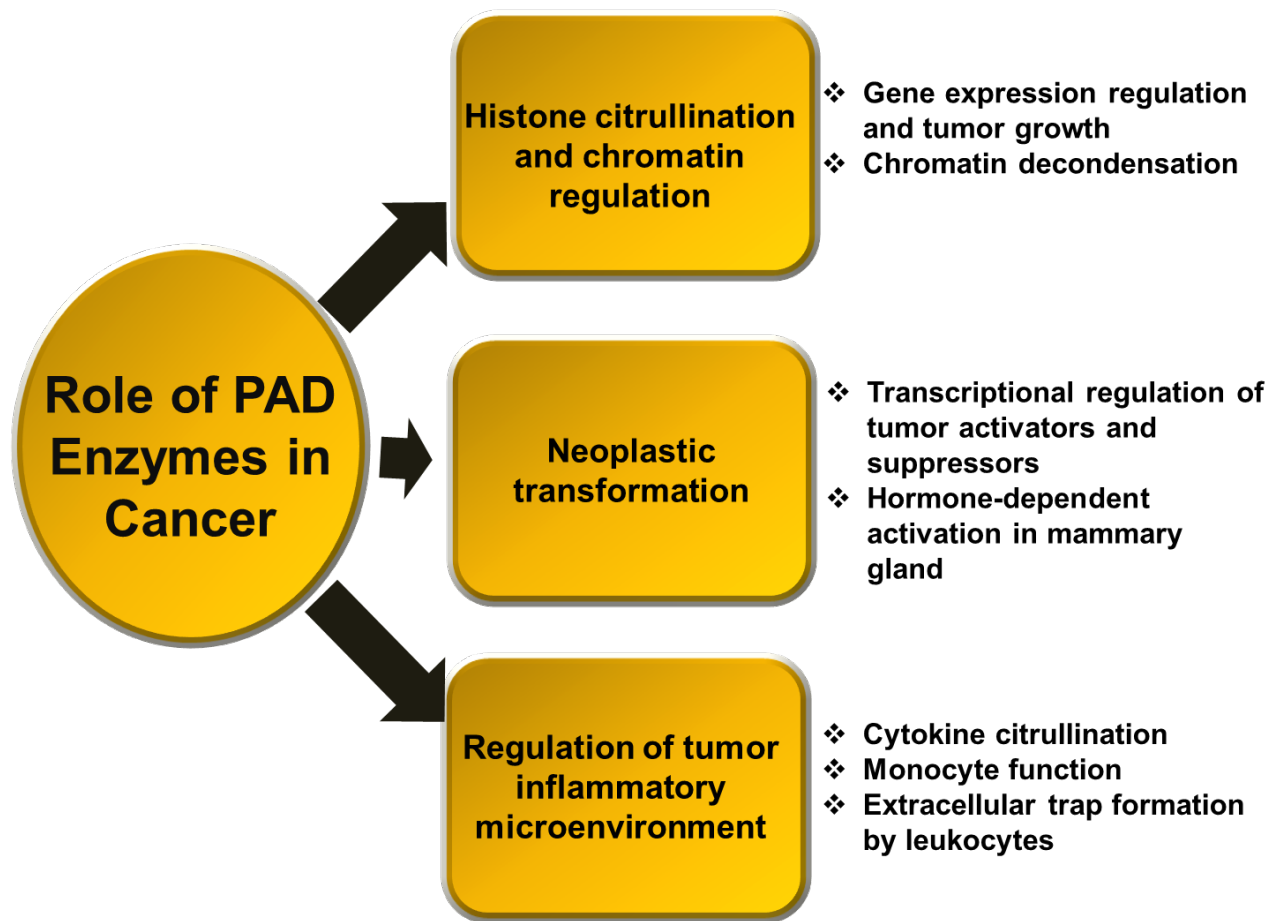 Role of PAD
Enzymes in
Cancer
Histone citrullination
and chromatin
regulation
❖ Gene expression regulation
and tumor growth
❖ Chromatin decondensation
Neoplastic
transformation
❖ Transcriptional regulation of
tumor activators and
suppressors
❖ Hormone-dependent
activation in mammary
gland
Regulation of tumor
inflammatory
microenvironment
❖ Cytokine citrullination
❖ Monocyte function
❖ Extracellular trap formation
by leukocytes